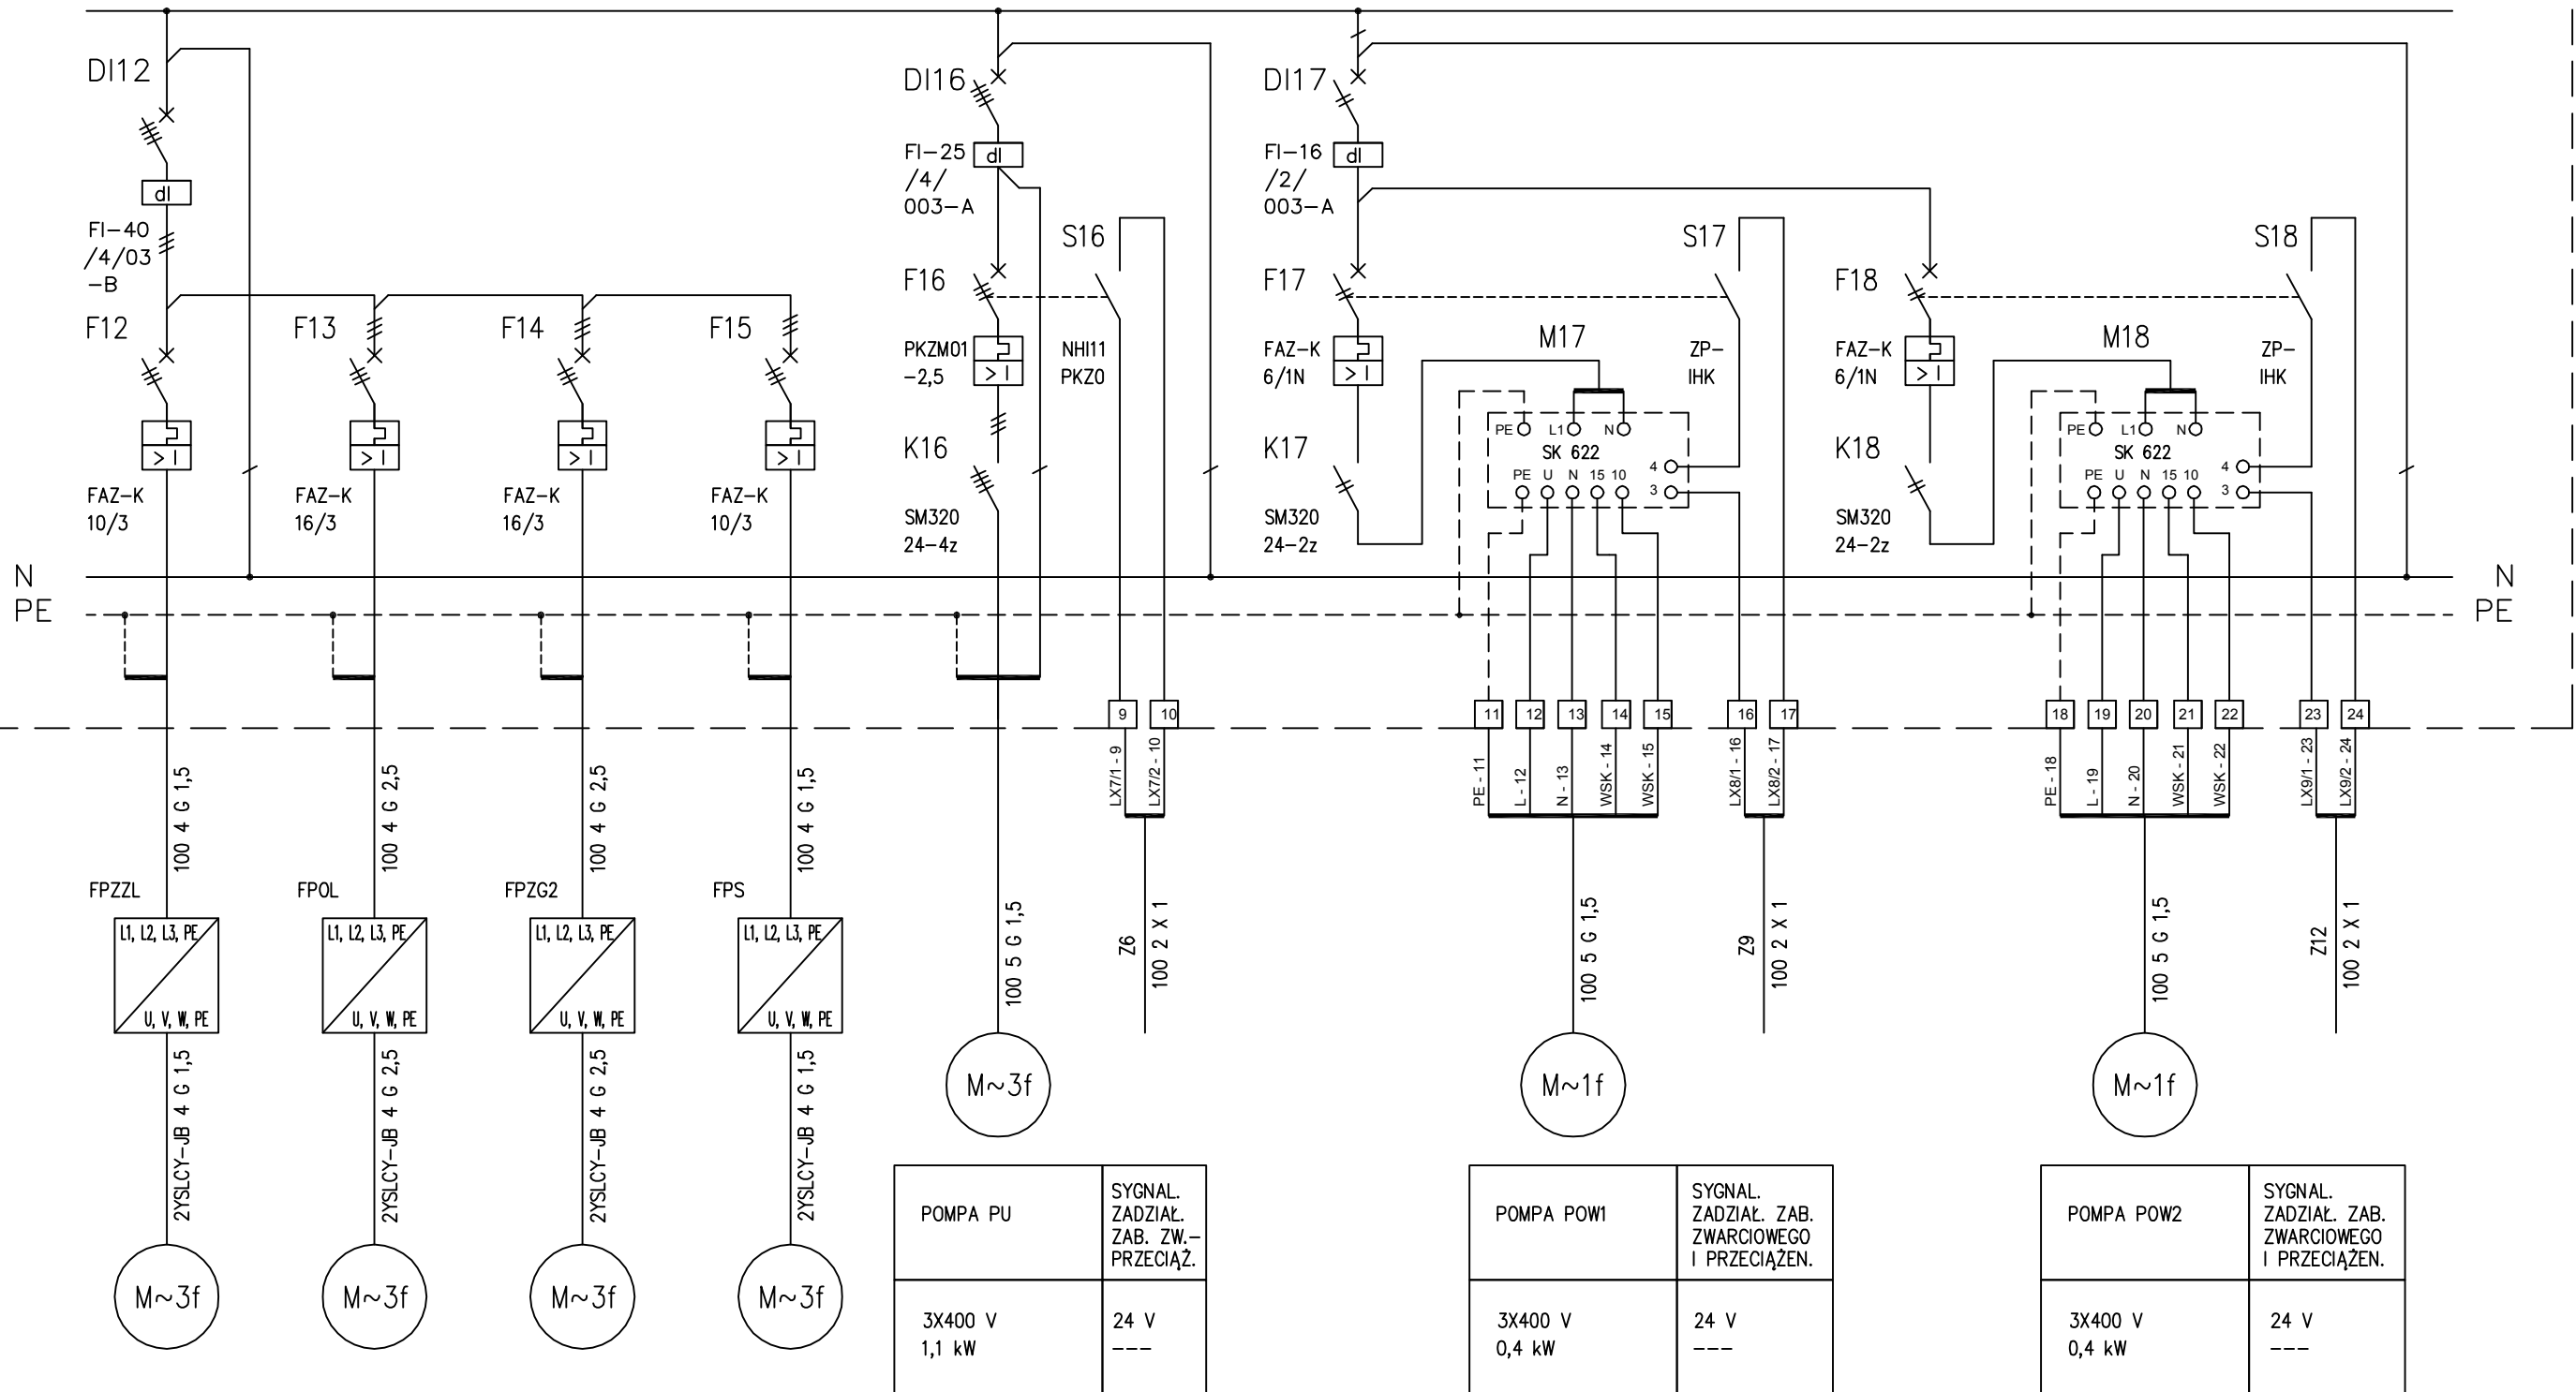 DI12
FI-40
/4/03
-B
F12
FAZ-K
10/3
F13
FAZ-K
16/3
F14
FAZ-K
16/3
F15
FAZ-K
10/3
dI
>I
>I
>I
>I
DI16
FI-25
/4/
003-A
dI
F16
PKZM01
-2,5
>I
K16
SM320
24-4z
S16
NHI11
PKZ0
DI17
FI-16
/2/
003-A
dI
F17
FAZ-K
6/1N
>I
K17
SM320
24-2z
M17
PE L1 N
SK 622
PE U N 15 10
4
3
S17
ZP-
IHK
F18
FAZ-K
6/1N
>I
K18
SM320
24-2z
M18
PE L1 N
SK 622
PE U N 15 10
4
3
S18
ZP-
IHK
N
PE
N
PE
9 10
11 12 13 14 15 16 17
18 19 20 21 22 23 24
LX7/1 - 9
LX7/2 - 10
PE - 11
L - 12
N - 13
WSK - 14
WSK - 15
LX8/1 - 16
LX8/2 - 17
PE - 18
L - 19
N - 20
WSK - 21
WSK - 22
LX9/1 - 23
LX9/2 - 24
100 4 G 1,5
100 4 G 2,5
100 4 G 2,5
100 4 G 1,5
FPZZL
L1, L2, L3, PE
U, V, W, PE
FPOL
L1, L2, L3, PE
U, V, W, PE
FPZG2
L1, L2, L3, PE
U, V, W, PE
FPS
L1, L2, L3, PE
U, V, W, PE
100 5 G 1,5
Z6
100 2 X 1
100 5 G 1,5
Z9
100 2 X 1
100 5 G 1,5
Z12
100 2 X 1
2YSLCY-JB 4 G 1,5
2YSLCY-JB 4 G 2,5
2YSLCY-JB 4 G 2,5
2YSLCY-JB 4 G 1,5
M~3f
M~3f
M~3f
M~3f
M~3f
M~1f
M~1f
POMPA PU
SYGNAL.
ZADZIAŁ.
ZAB. ZW.-
PRZECIĄŻ.
3X400 V
1,1 kW
24 V
---
POMPA POW1
SYGNAL.
ZADZIAŁ. ZAB.
ZWARCIOWEGO
I PRZECIĄŻEN.
3X400 V
0,4 kW
24 V
---
POMPA POW2
SYGNAL.
ZADZIAŁ. ZAB.
ZWARCIOWEGO
I PRZECIĄŻEN.
3X400 V
0,4 kW
24 V
---